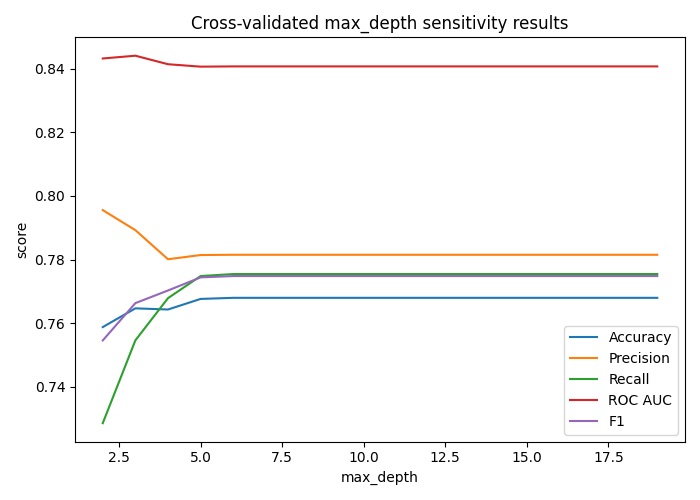 Cross-validated max_depth sensitivity results
score
0.84
0.82
0.80
0.78
0.76
0.74
2.5 5.0 7.5 10.0 12.5 15.0 17.5
max_depth
Accuracy
Precision
Recall
ROC AUC
F1